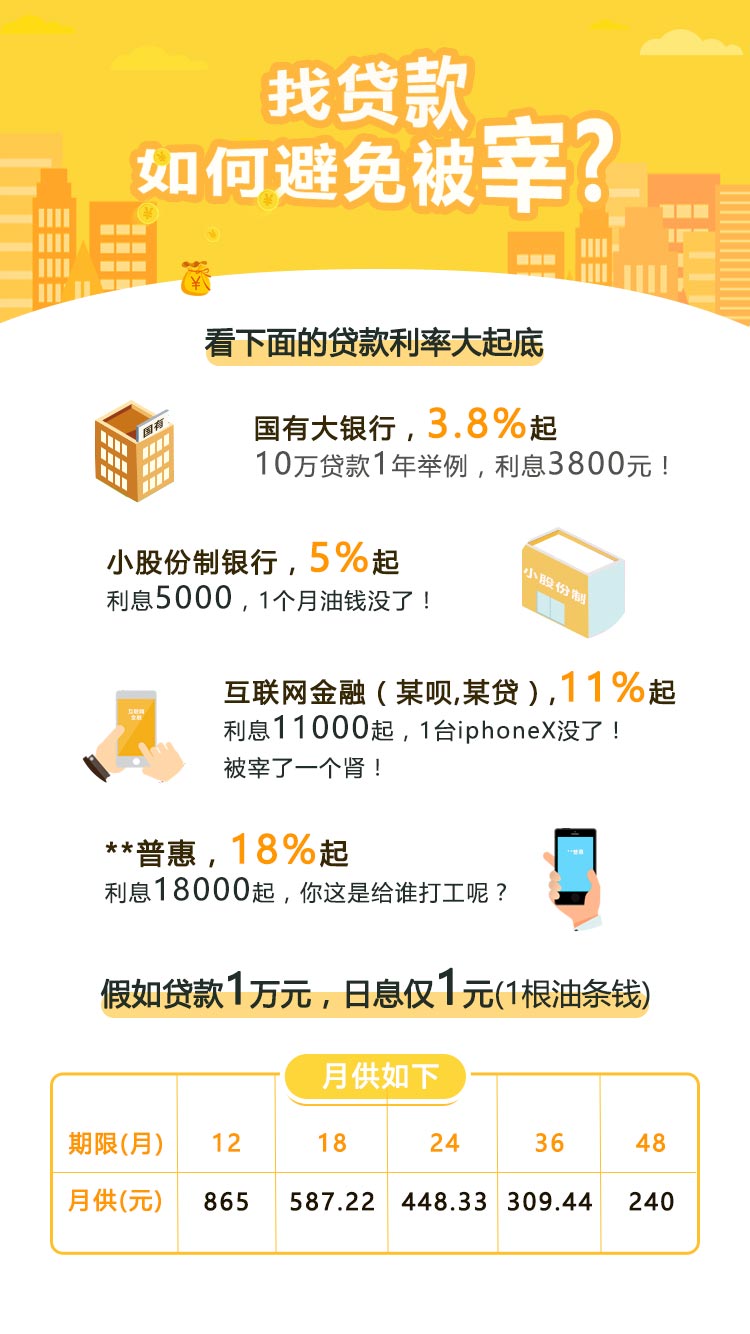 找贷款
如何避免被宰?
看下面的贷款利率大起底
国有
国有大银行，3.8%起
10万贷款1年举例，利息3800元！
小股份制银行，5%起
利息5000，1个月油钱没了！
小股份制
互联网金融（某呗,某贷）,11%起
利息11000起，1台iphoneX没了！
被宰了一个肾！
互联网
金融
**普惠，18%起
利息18000起，你这是给谁打工呢？
**普惠
假如贷款1万元，日息仅1元(1根油条钱)
月供如下
期限(月) 12 18 24 36 48
月供(元) 865 587.22 448.33 309.44 240